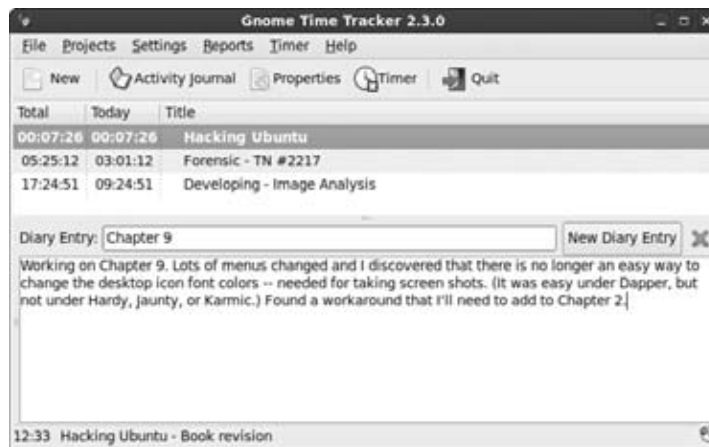 Gnome Time Tracker 2.3.0
File Projects Settings Reports Timer Help
New Activity Journal Properties Timer Quit
Total Today Title
00:07:26 00:07:26 Hacking Ubuntu
05:25:12 03:01:12 Forensic - TN #2217
17:24:51 09:24:51 Developing - Image Analysis
Diary Entry: Chapter 9 New Diary Entry
Working on Chapter 9. Lots of menus changed and I discovered that there is no longer an easy way to
change the desktop icon font colors -- needed for taking screen shots. (It was easy under Dapper, but
not under Hardy, Jaunty, or Karmic.) Found a workaround that I'll need to add to Chapter 2.
12:33 Hacking Ubuntu - Book revision